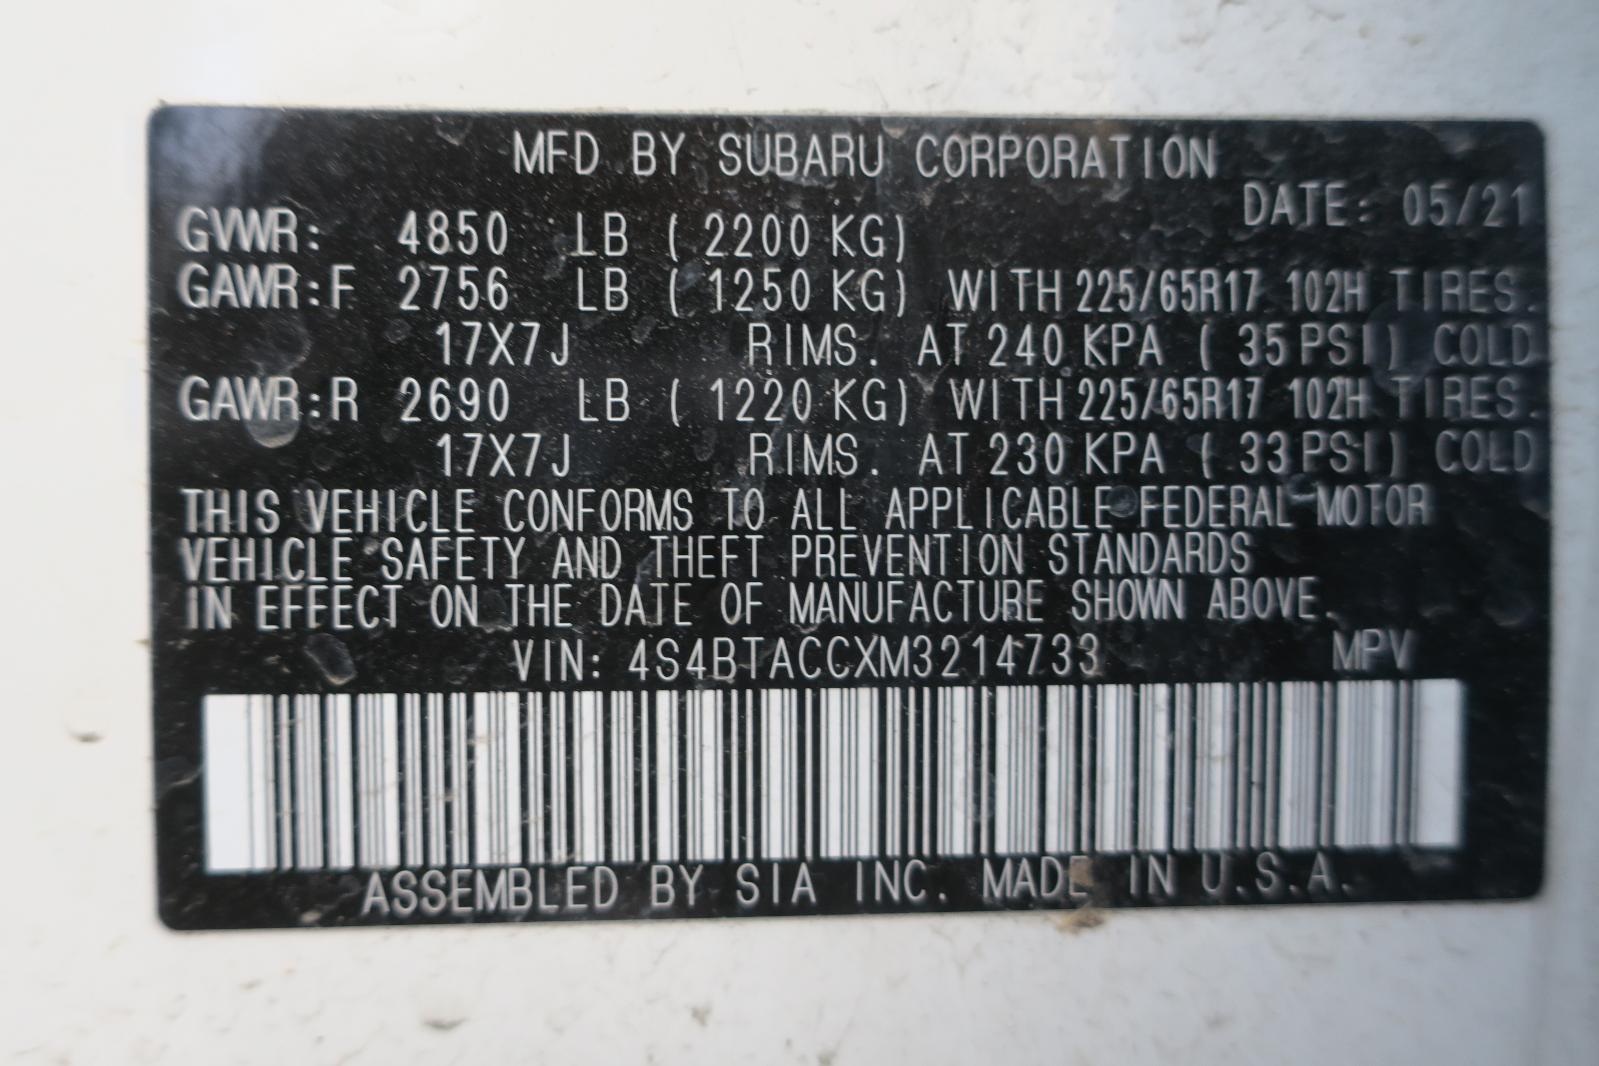 MFD BY SUBARU CORPORATION
DATE: 05/21
GVWR: 4850 LB (2200 KG)
GAWR:F 2756 LB (1250 KG) WITH 225/65R17 102H TIRES.
17X7J RIMS. AT 240 KPA (35 PSI) COLD
GAWR:R 2690 LB (1220 KG) WITH 225/65R17 102H TIRES.
17X7J RIMS. AT 230 KPA (33 PSI) COLD
THIS VEHICLE CONFORMS TO ALL APPLICABLE FEDERAL MOTOR
VEHICLE SAFETY AND THEFT PREVENTION STANDARDS
IN EFFECT ON THE DATE OF MANUFACTURE SHOWN ABOVE.
VIN: 4S4BTACCXM3214733 MPV
ASSEMBLED BY SIA INC. MADE IN U.S.A.